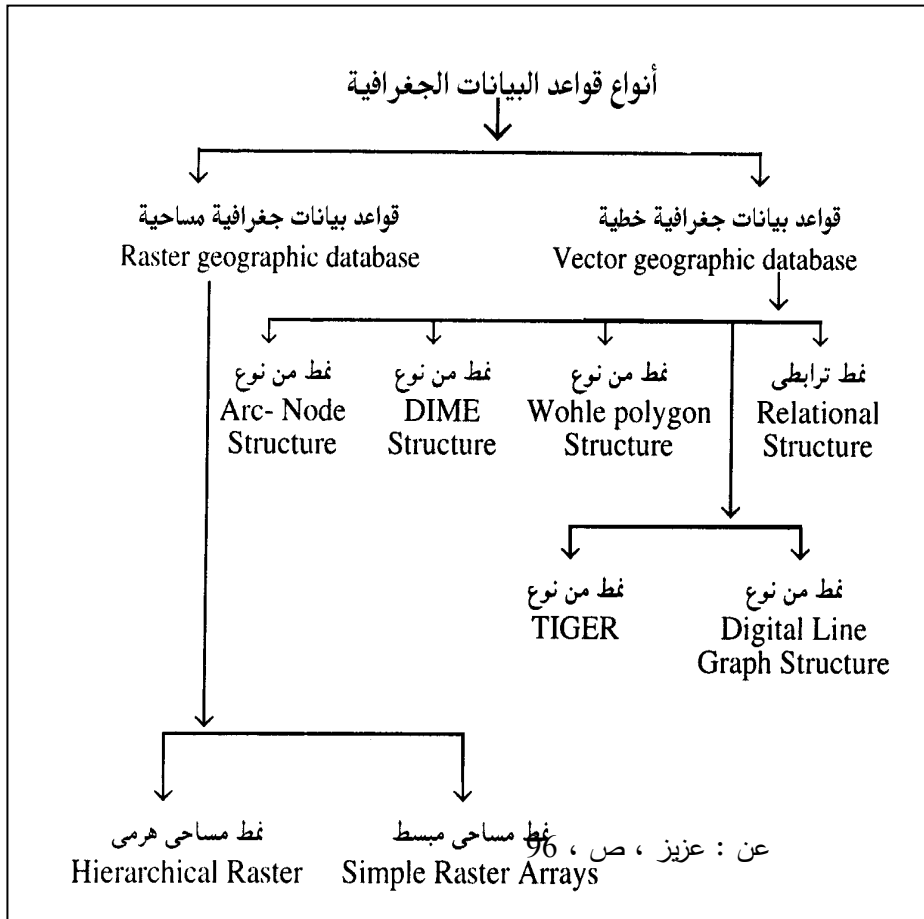 أنواع قواعد البيانات الجغرافية
قواعد بيانات جغرافية خطية
Vector geographic database
قواعد بيانات جغرافية مساحية
Raster geographic database
نمط ترابطى
Relational
Structure
نمط من نوع
Wohle polygon
Structure
نمط من نوع
DIME
Structure
نمط من نوع
Arc- Node
Structure
نمط من نوع
Digital Line
Graph Structure
نمط من نوع
TIGER
نمط مساحى مبسط
Simple Raster Arrays
نمط مساحى هرمى
Hierarchical Raster
عن : عزيز ، ص ، 96